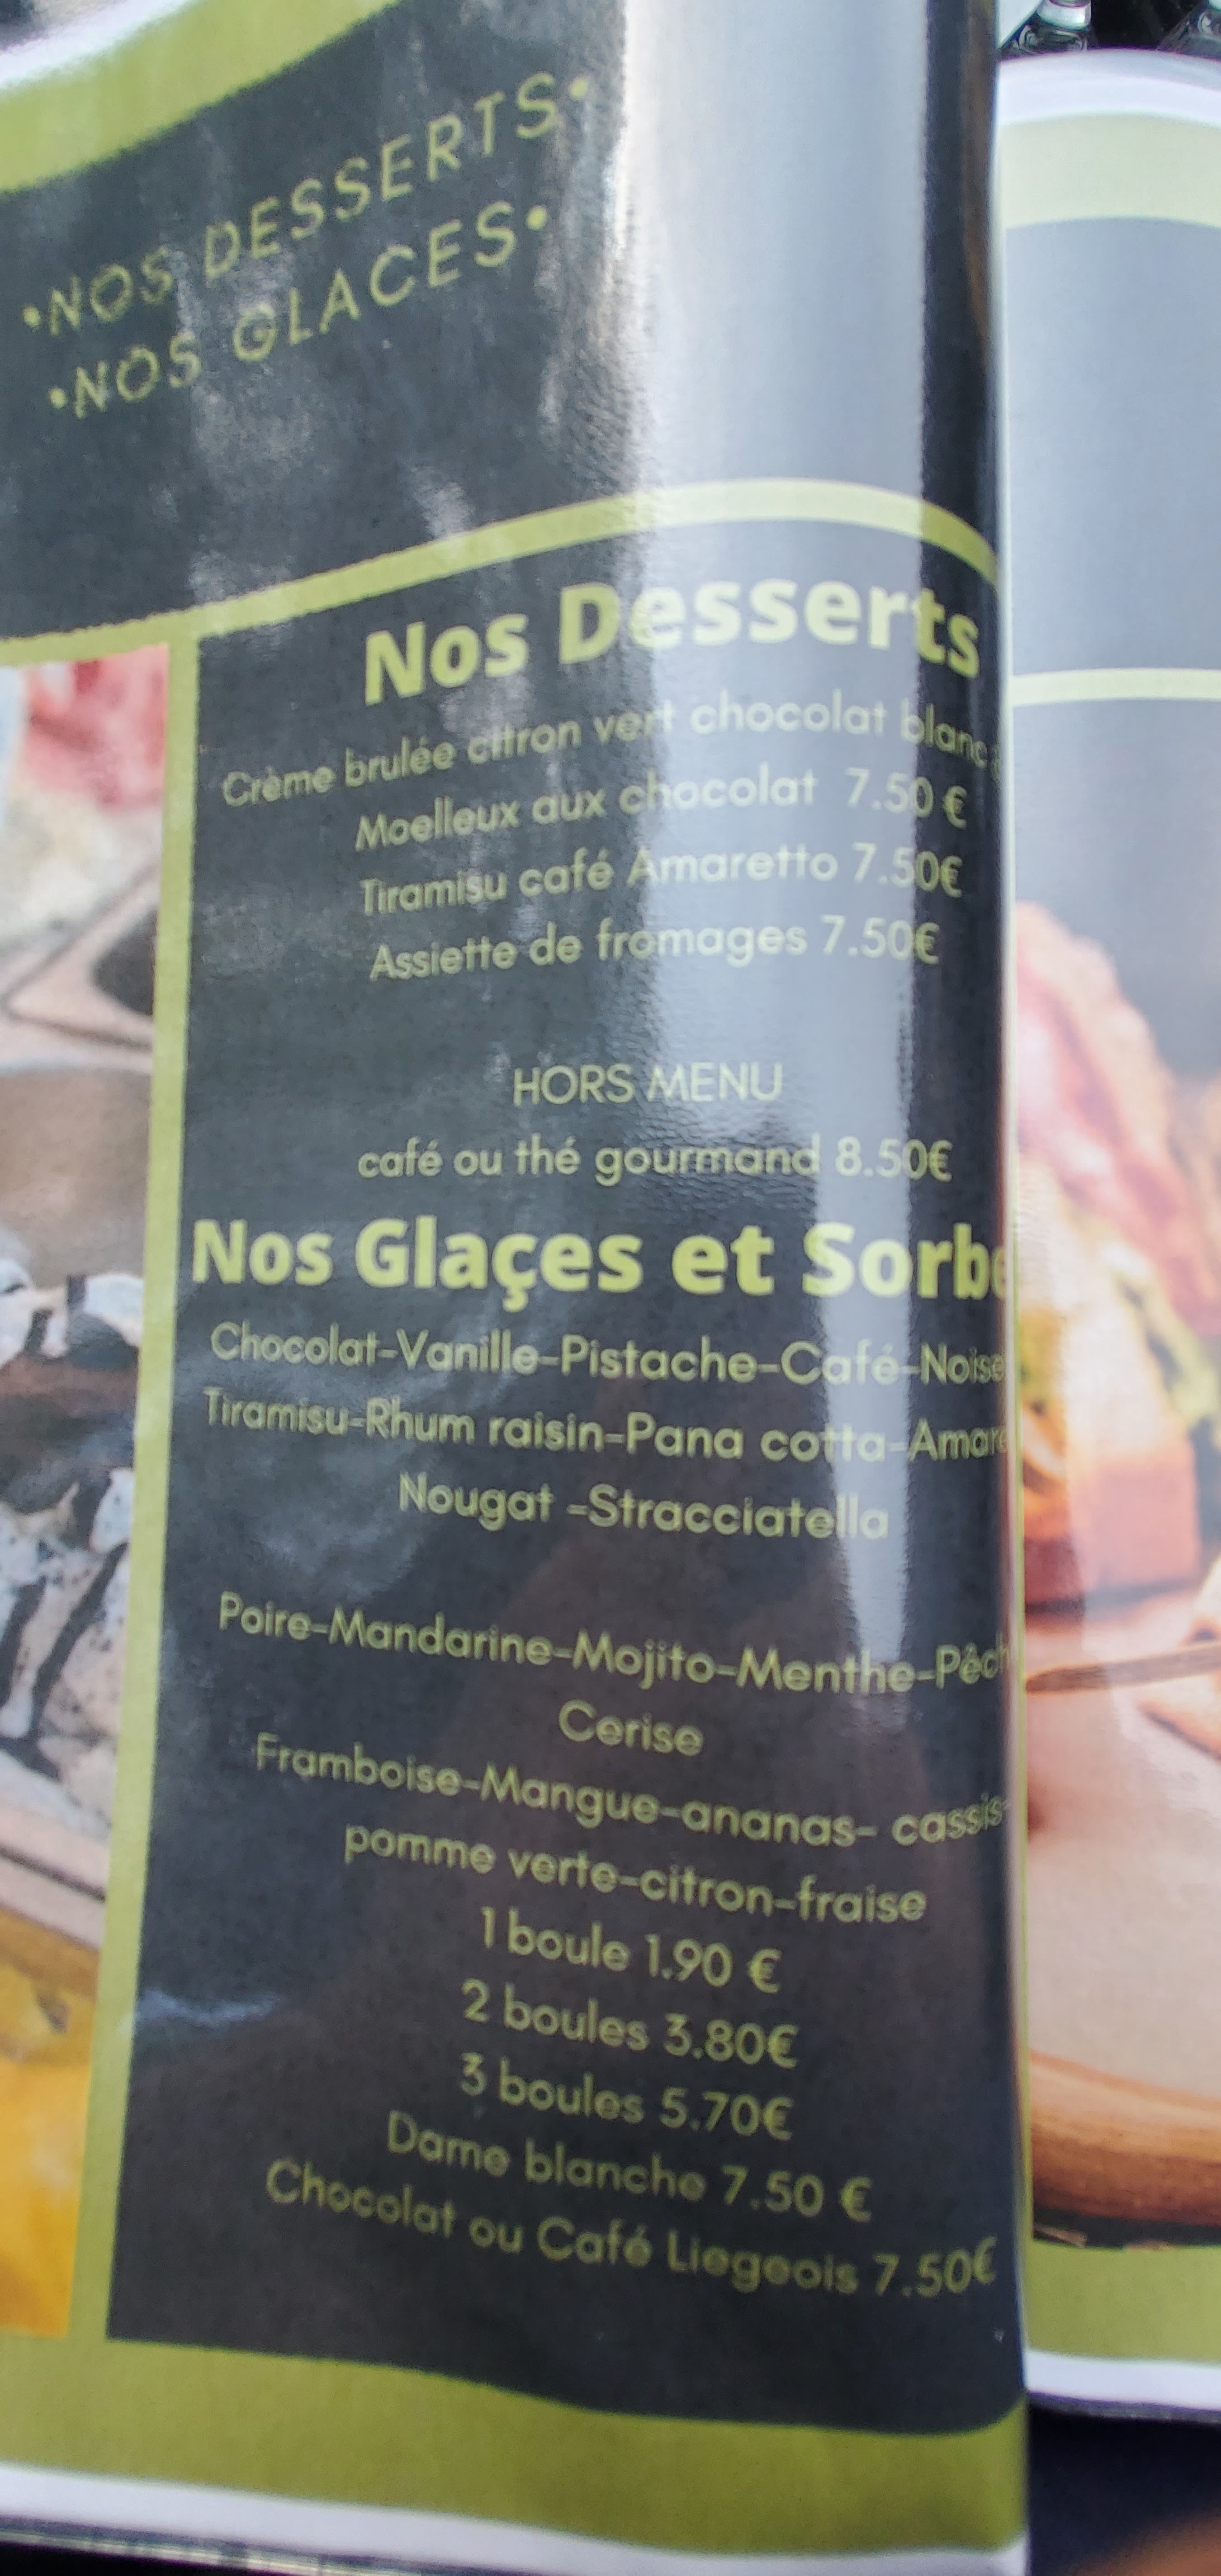 •NOS DESSERTS•
•NOS GLACES•
Nos Desserts
Crème brulée citron vert chocolat blanc
Moelleux aux chocolat 7.50 €
Tiramisu café Amaretto 7.50€
Assiette de fromages 7.50€
HORS MENU
café ou thé gourmand 8.50€
Nos Glaçes et Sorbe
Chocolat-Vanille-Pistache-Café-Noise
Tiramisu-Rhum raisin-Pana cotta-Amare
Nougat -Stracciatella
Poire-Mandarine-Mojito-Menthe-Pêch
Cerise
Framboise-Mangue-ananas- cassis-
pomme verte-citron-fraise
1 boule 1.90 €
2 boules 3.80€
3 boules 5.70€
Dame blanche 7.50 €
Chocolat ou Café Liegeois 7.50€